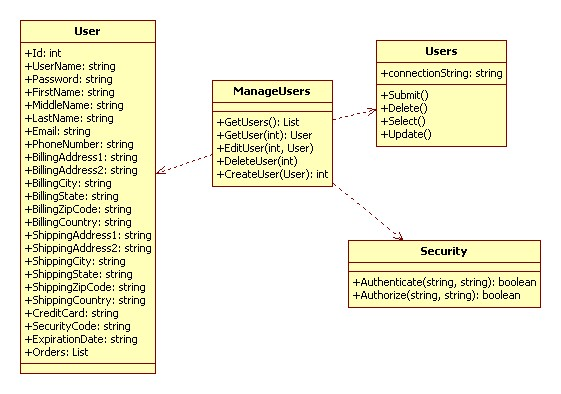 User
+Id: int
+UserName: string
+Password: string
+FirstName: string
+MiddleName: string
+LastName: string
+Email: string
+PhoneNumber: string
+BillingAddress1: string
+BillingAddress2: string
+BillingCity: string
+BillingState: string
+BillingZipCode: string
+BillingCountry: string
+ShippingAddress1: string
+ShippingAddress2: string
+ShippingCity: string
+ShippingState: string
+ShippingZipCode: string
+ShippingCountry: string
+CreditCard: string
+SecurityCode: string
+ExpirationDate: string
+Orders: List
ManageUsers
+GetUsers(): List
+GetUser(int): User
+EditUser(int, User)
+DeleteUser(int)
+CreateUser(User): int
Users
+connectionString: string
+Submit()
+Delete()
+Select()
+Update()
Security
+Authenticate(string, string): boolean
+Authorize(string, string): boolean